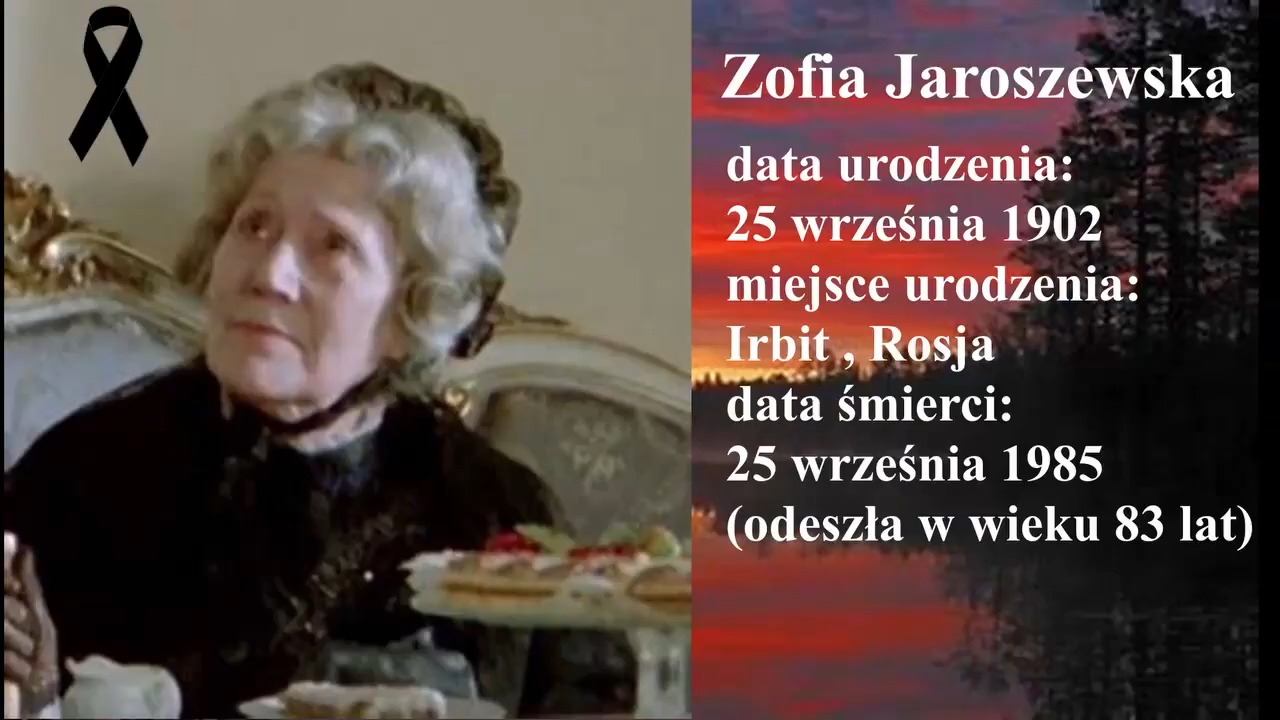 Zofia Jaroszewska
data urodzenia:
25 września 1902
miejsce urodzenia:
Irbit , Rosja
data śmierci:
25 września 1985
(odeszła w wieku 83 lat)